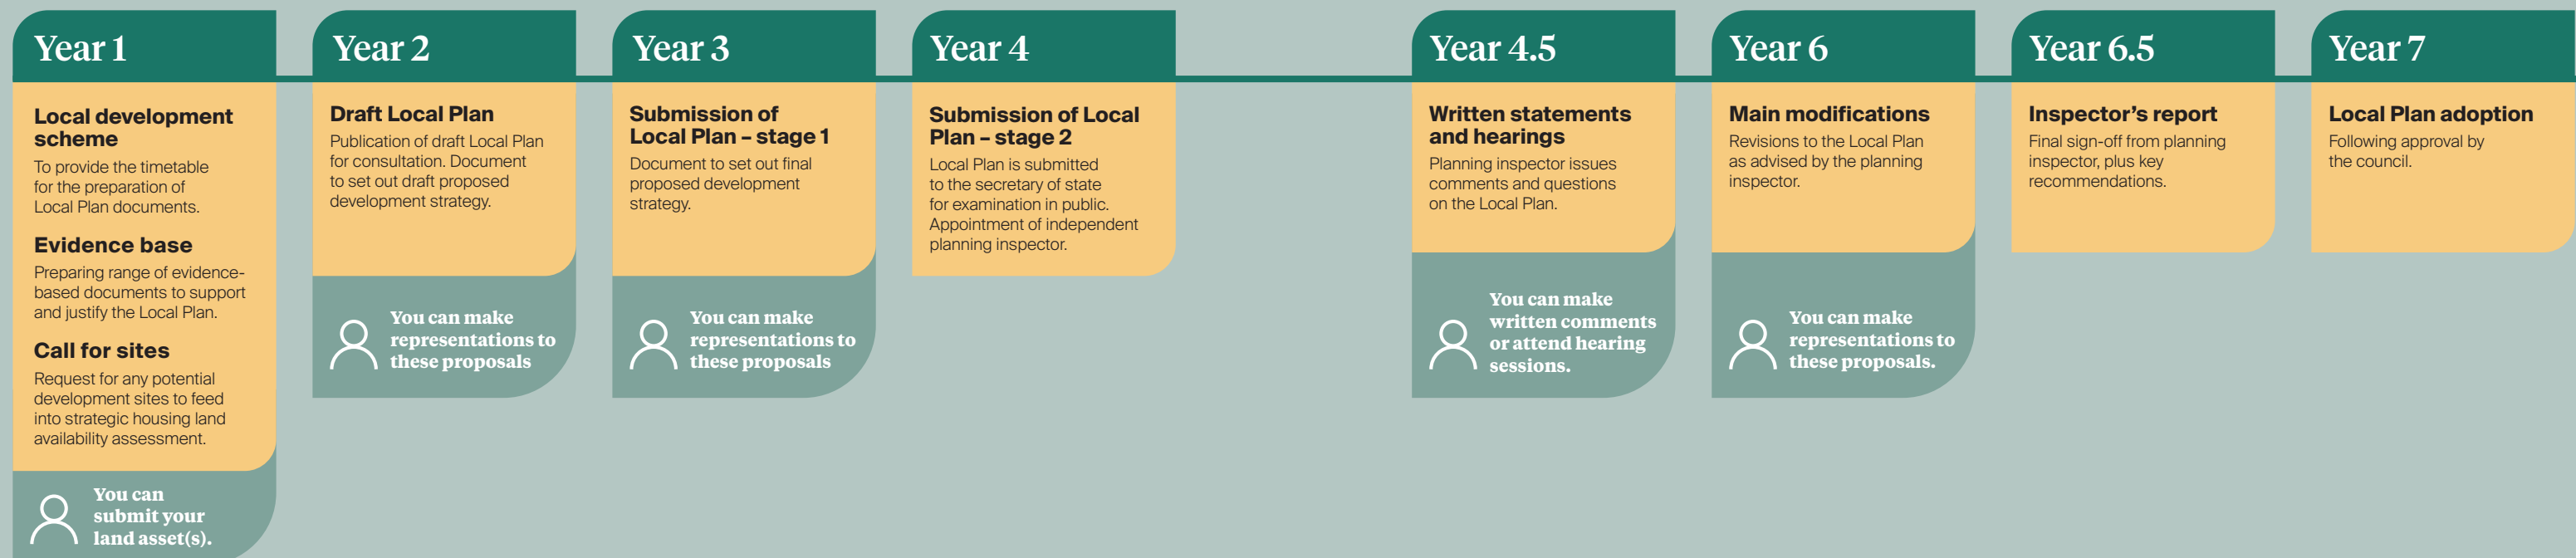 Year 1
Local development
scheme
To provide the timetable
for the preparation of
Local Plan documents.
Evidence base
Preparing range of evidence-
based documents to support
and justify the Local Plan.
Call for sites
Request for any potential
development sites to feed
into strategic housing land
availability assessment.
You can
submit your
land asset(s).
Year 2
Draft Local Plan
Publication of draft Local Plan
for consultation. Document
to set out draft proposed
development strategy.
You can make
representations to
these proposals
Year 3
Submission of
Local Plan – stage 1
Document to set out final
proposed development
strategy.
You can make
representations to
these proposals
Year 4
Submission of Local
Plan – stage 2
Local Plan is submitted
to the secretary of state
for examination in public.
Appointment of independent
planning inspector.
Year 4.5
Written statements
and hearings
Planning inspector issues
comments and questions
on the Local Plan.
You can make
written comments
or attend hearing
sessions.
Year 6
Main modifications
Revisions to the Local Plan
as advised by the planning
inspector.
You can make
representations to
these proposals.
Year 6.5
Inspector’s report
Final sign-off from planning
inspector, plus key
recommendations.
Year 7
Local Plan adoption
Following approval by
the council.